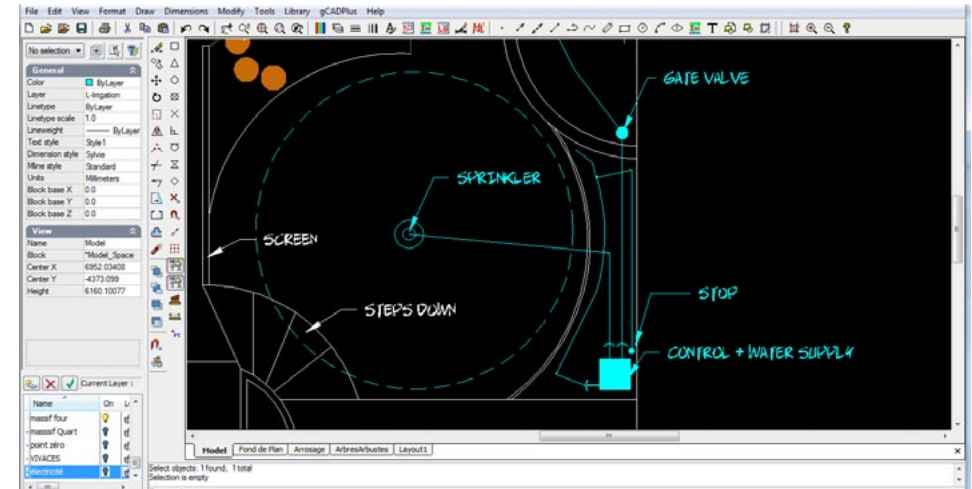 File Edit View Format Draw Dimensions Modify Tools Library gCADPlus Help
No selection
General
Color ByLayer
Layer L-Irrigation
Linetype ByLayer
Linetype scale 1.0
Lineweight ByLayer
Text style Style1
Dimension style Sylvie
Mline style Standard
Units Millimeters
Block base X 0.0
Block base Y 0.0
Block base Z 0.0
View
Name Model
Block *Model_Space
Center X 6952.03408
Center Y -4373.099
Height 6160.10077
Current Layer :
Name On
massif four
masssif Quart
point zéro
VIVACES
électricité
GATE VALVE
SPRINKLER
SCREEN
STEPS DOWN
STOP
CONTROL + WATER SUPPLY
Model Fond de Plan Arrosage ArbresArbustes Layout1
Select objects: 1 found, 1 total
Selection is empty